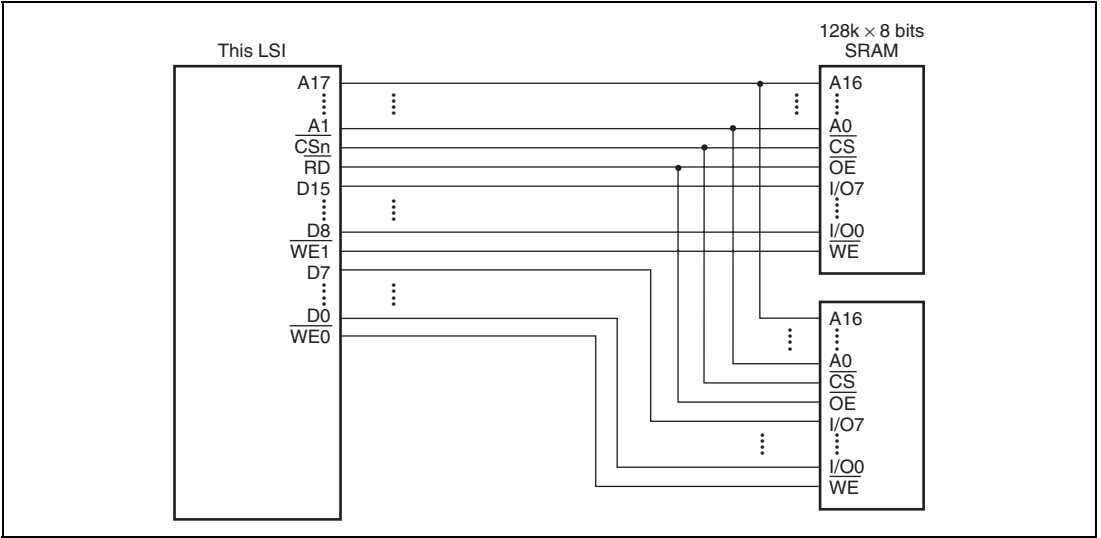 This LSI
128k × 8 bits
SRAM
A17
A1
CSn
RD
D15
D8
WE1
D7
D0
WE0
A16
A0
CS
OE
I/O7
I/O0
WE
A16
A0
CS
OE
I/O7
I/O0
WE